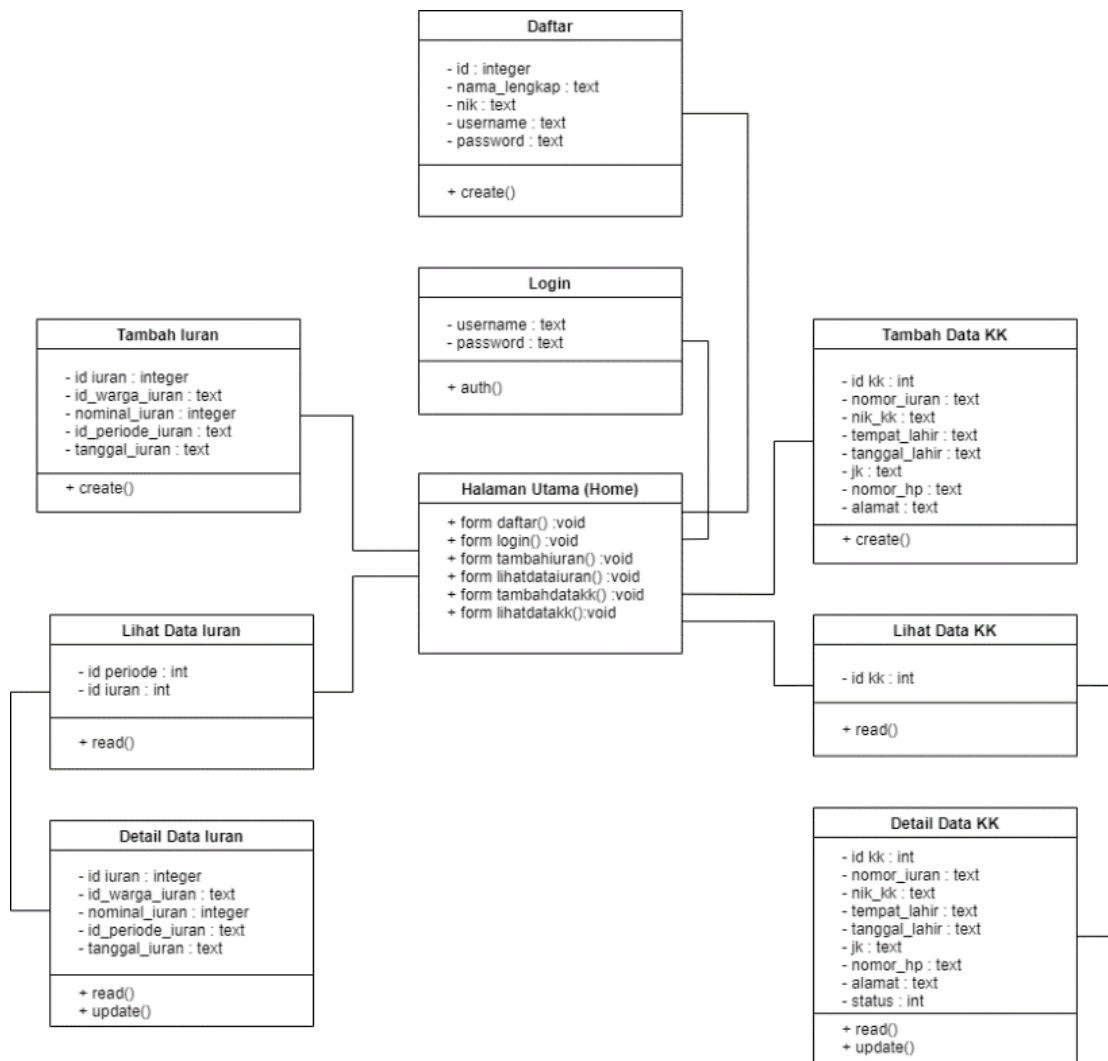 Daftar
- id : integer
- nama_lengkap : text
- nik : text
- username : text
- password : text
+ create()
Login
- username : text
- password : text
+ auth()
Tambah Iuran
- id iuran : integer
- id_warga_iuran : text
- nominal_iuran : integer
- id_periode_iuran : text
- tanggal_iuran : text
+ create()
Halaman Utama (Home)
+ form daftar() :void
+ form login() :void
+ form tambahiuran() :void
+ form lihatdataiuran() :void
+ form tambahdatakk() :void
+ form lihatdatakk():void
Tambah Data KK
- id kk : int
- nomor_iuran : text
- nik_kk : text
- tempat_lahir : text
- tanggal_lahir : text
- jk : text
- nomor_hp : text
- alamat : text
+ create()
Lihat Data Iuran
- id periode : int
- id iuran : int
+ read()
Lihat Data KK
- id kk : int
+ read()
Detail Data Iuran
- id iuran : integer
- id_warga_iuran : text
- nominal_iuran : integer
- id_periode_iuran : text
- tanggal_iuran : text
+ read()
+ update()
Detail Data KK
- id kk : int
- nomor_iuran : text
- nik_kk : text
- tempat_lahir : text
- tanggal_lahir : text
- jk : text
- nomor_hp : text
- alamat : text
- status : int
+ read()
+ update()